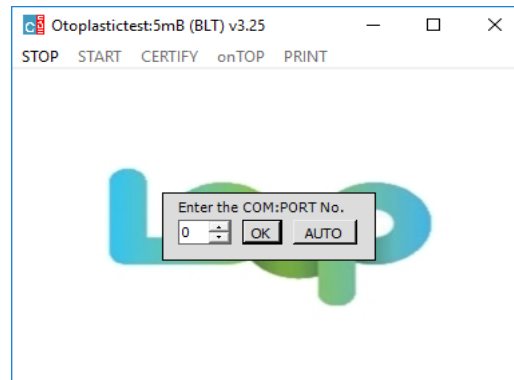 Otoplastictest:5mB (BLT) v3.25
STOP START CERTIFY onTOP PRINT
Enter the COM:PORT No.
0 OK AUTO